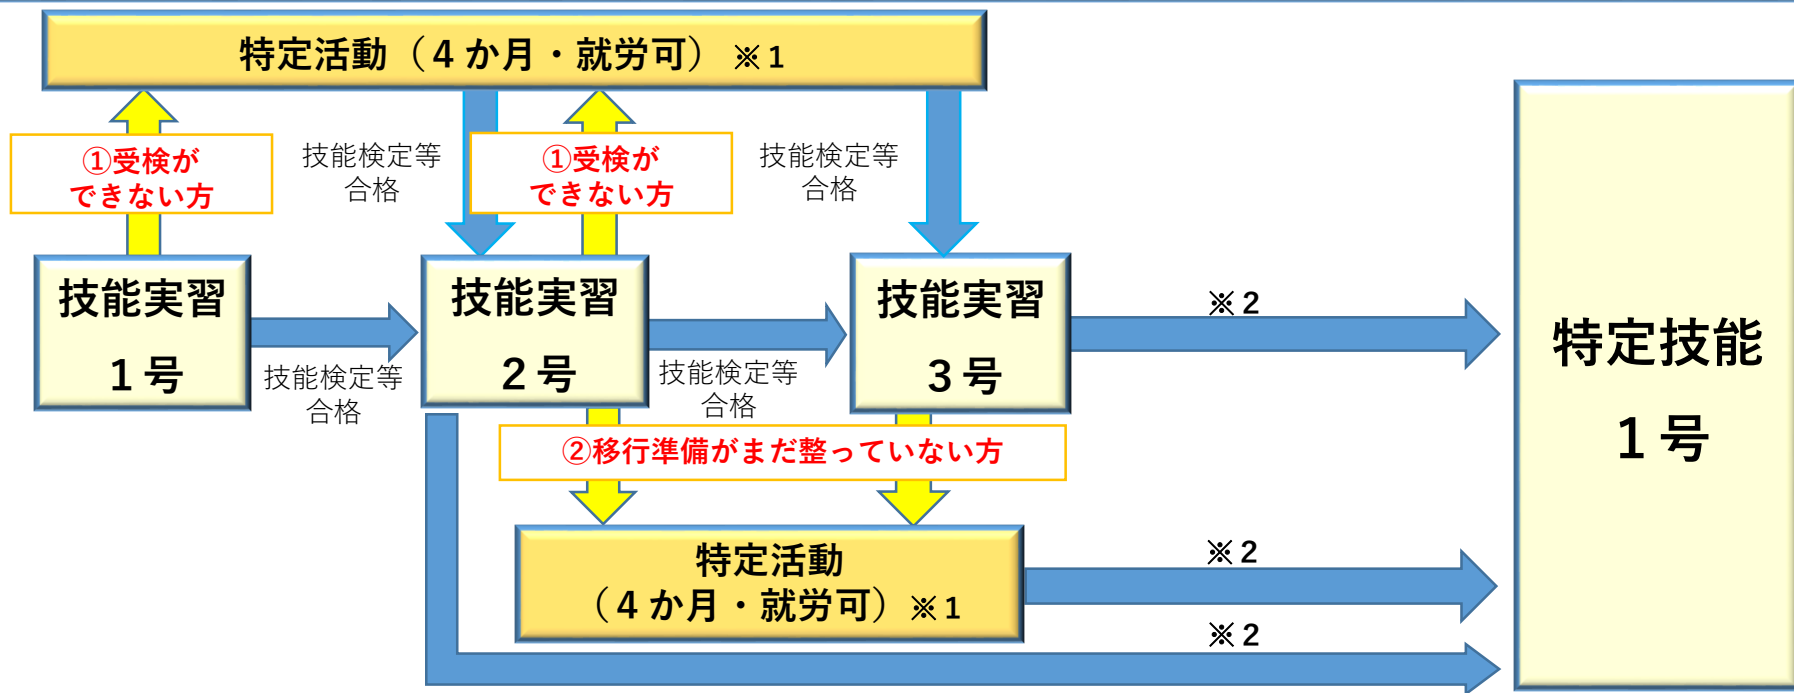 特定活動（４か月・就労可）※１
①受検が
できない方
技能検定等
合格
①受検が
できない方
技能検定等
合格
技能実習
１号
技能検定等
合格
技能実習
２号
技能検定等
合格
技能実習
３号
※２
特定技能
１号
②移行準備がまだ整っていない方
特定活動
（４か月・就労可）※１
※２
※２